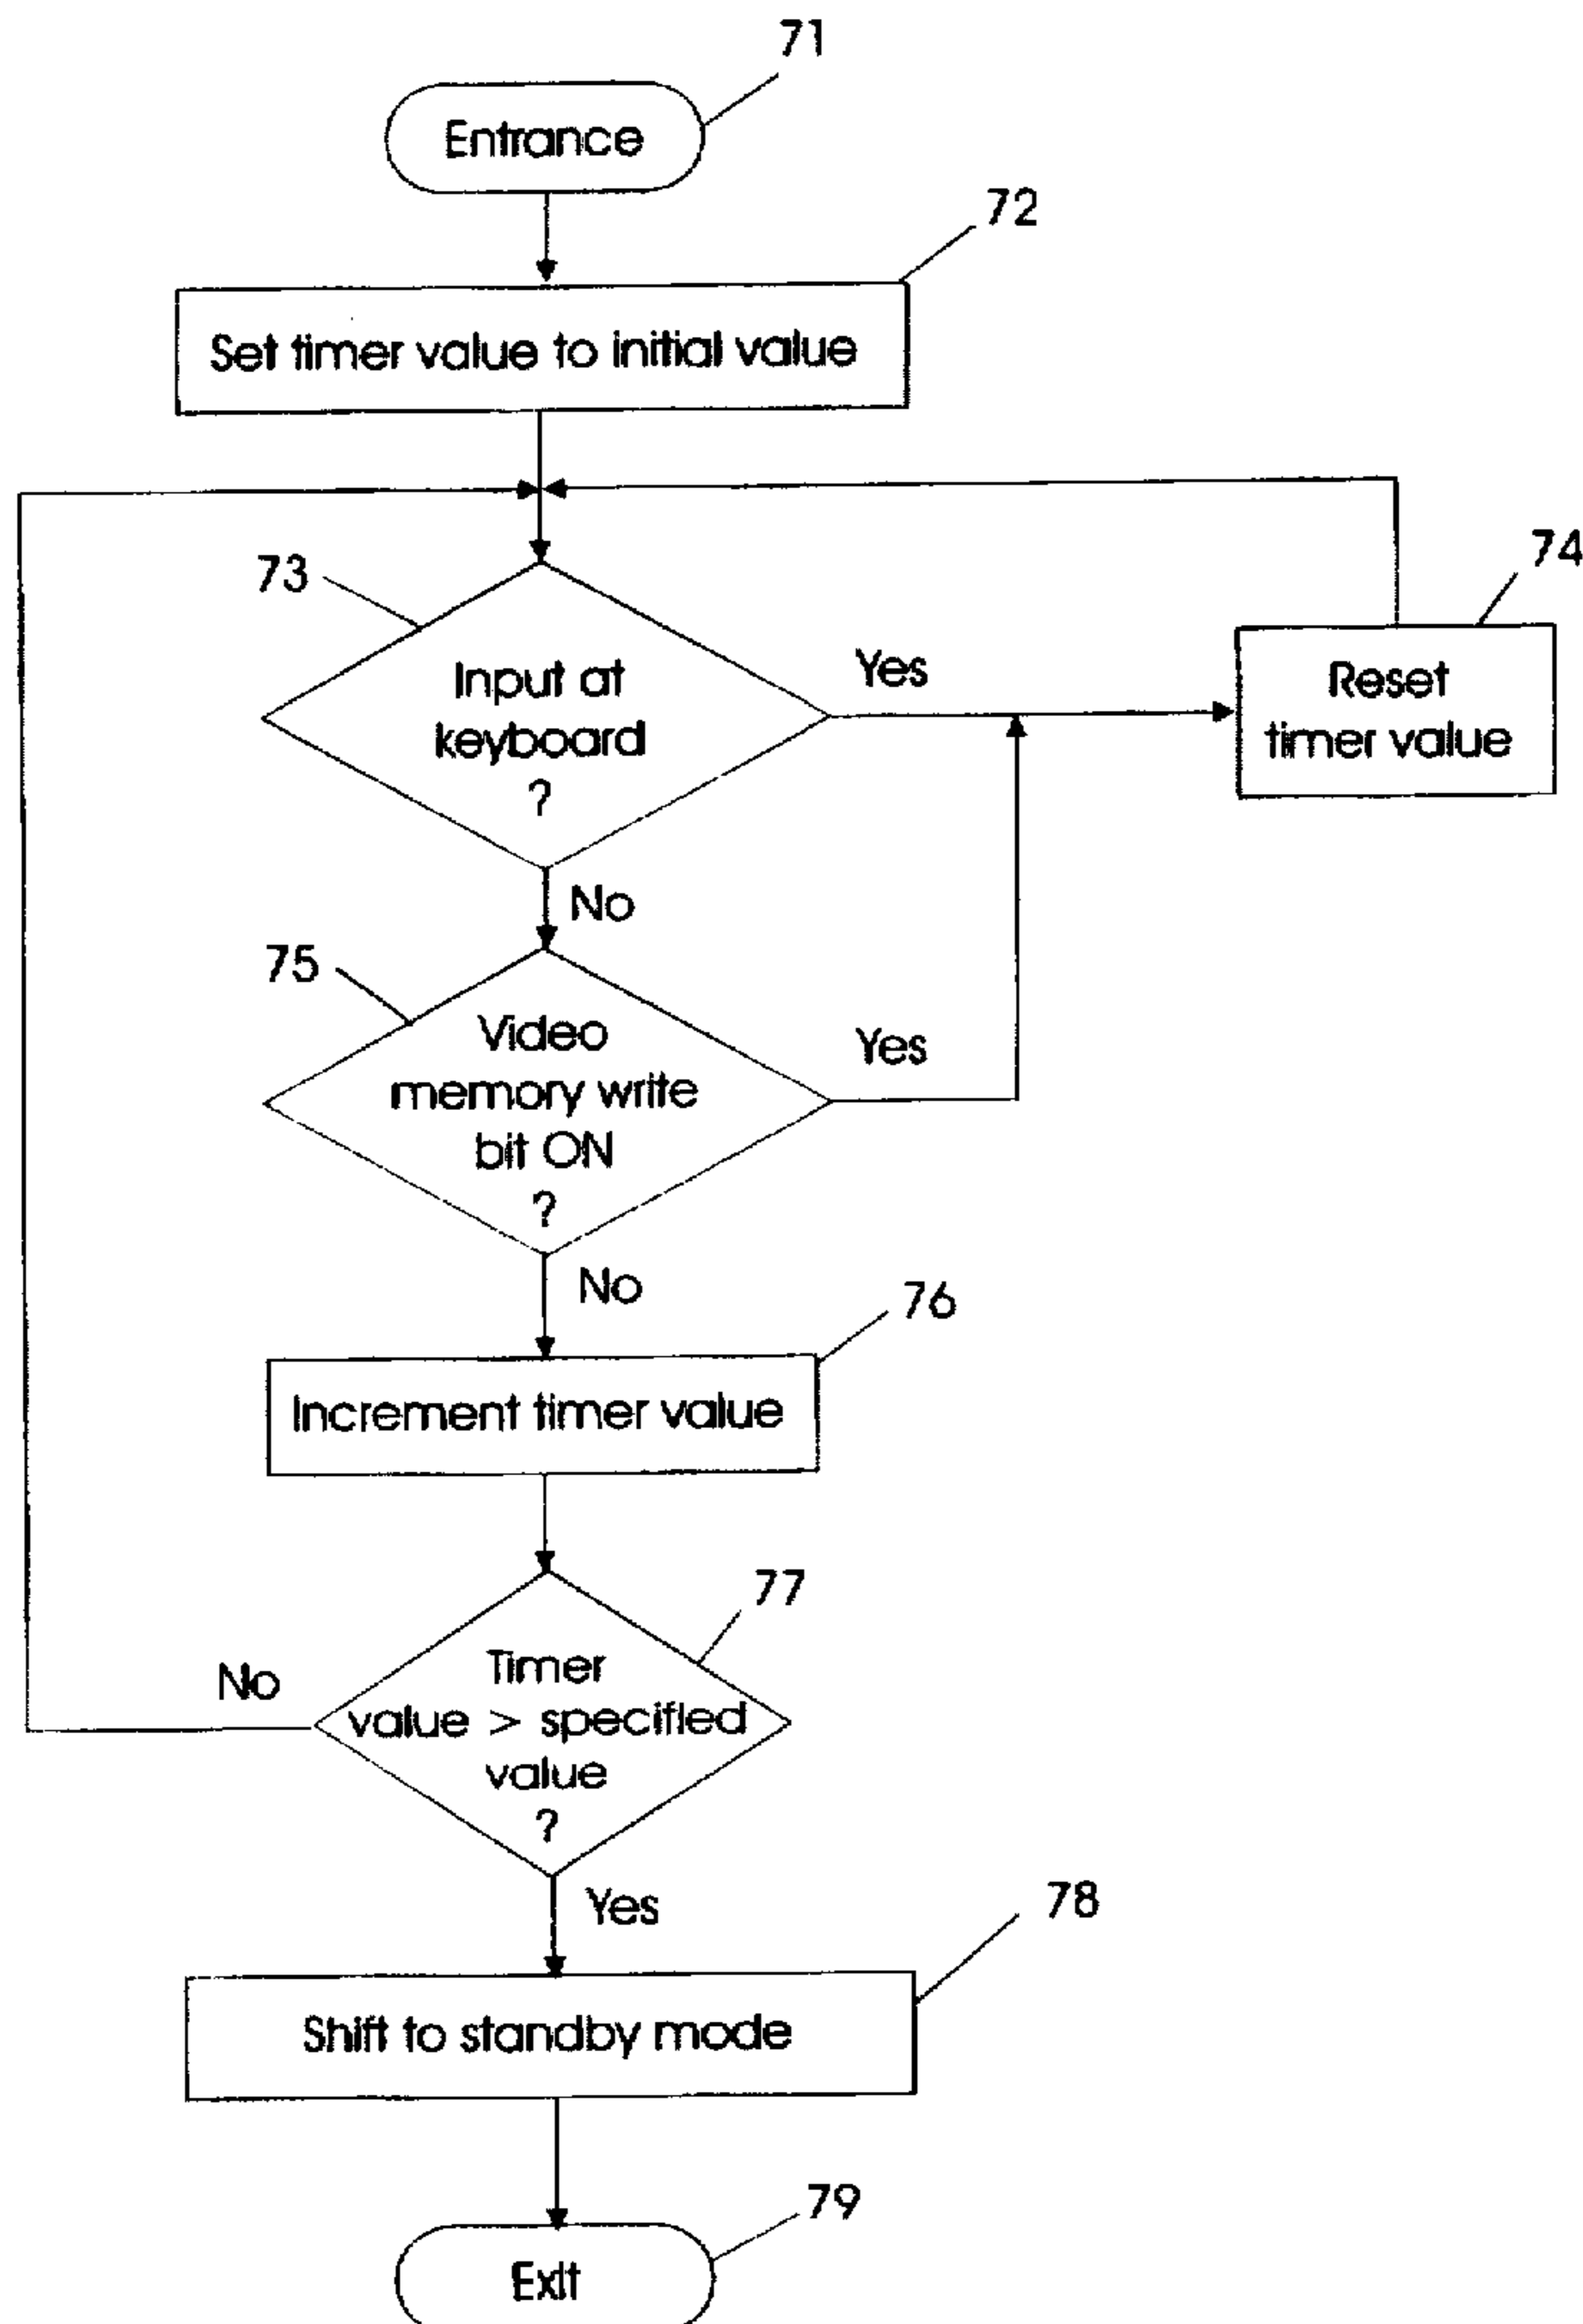 71
Entrance
72
Set timer value to initial value
73
Input at
keyboard
?
Yes
74
Reset
timer value
No
75
Video
memory write
bit ON
?
Yes
No
76
Increment timer value
77
Timer
value > specified
value
?
No
Yes
78
Shift to standby mode
79
Exit